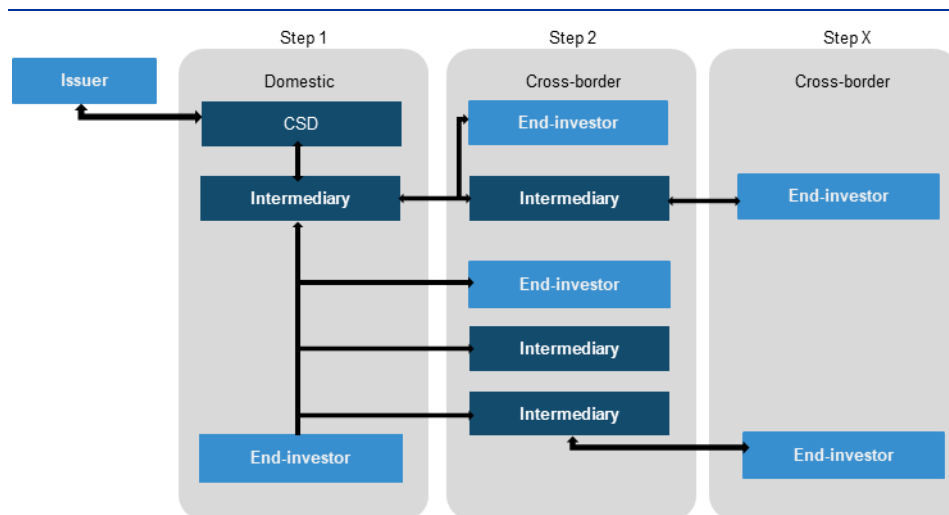 Step 1
Step 2
Step X
Issuer
Domestic
Cross-border
Cross-border
CSD
End-investor
Intermediary
Intermediary
End-investor
End-investor
Intermediary
Intermediary
End-investor
End-investor